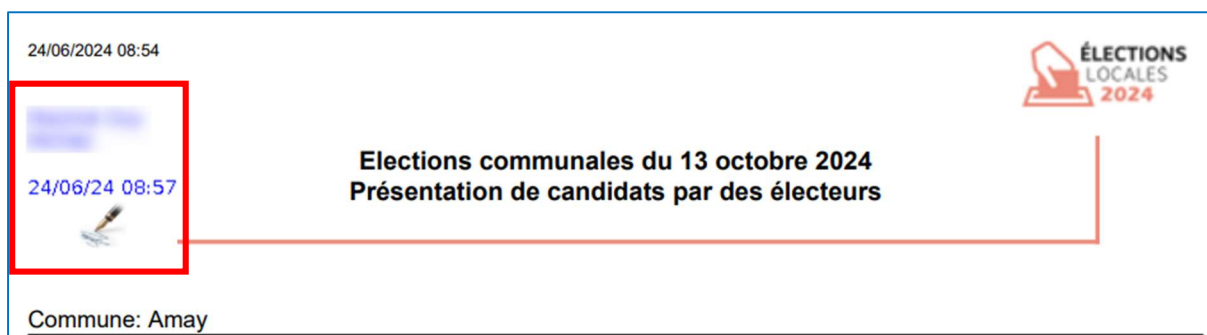 24/06/2024 08:54
ÉLECTIONS
LOCALES
2024
Elections communales du 13 octobre 2024
Présentation de candidats par des électeurs
24/06/24 08:57
Commune: Amay